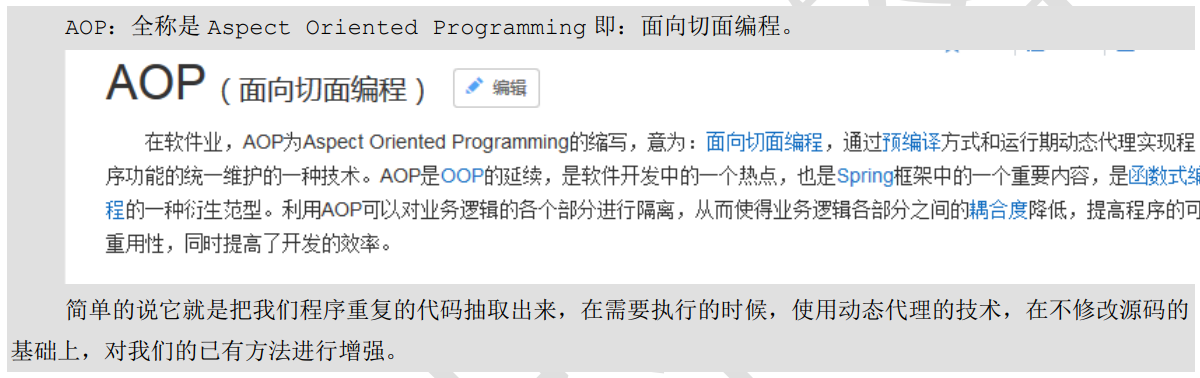 AOP：全称是 Aspect Oriented Programming 即：面向切面编程。
AOP（面向切面编程） 编辑
在软件业，AOP为Aspect Oriented Programming的缩写，意为：面向切面编程，通过预编译方式和运行期动态代理实现程
序功能的统一维护的一种技术。AOP是OOP的延续，是软件开发中的一个热点，也是Spring框架中的一个重要内容，是函数式编
程的一种衍生范型。利用AOP可以对业务逻辑的各个部分进行隔离，从而使得业务逻辑各部分之间的耦合度降低，提高程序的可
重用性，同时提高了开发的效率。
简单的说它就是把我们程序重复的代码抽取出来，在需要执行的时候，使用动态代理的技术，在不修改源码的
基础上，对我们的已有方法进行增强。